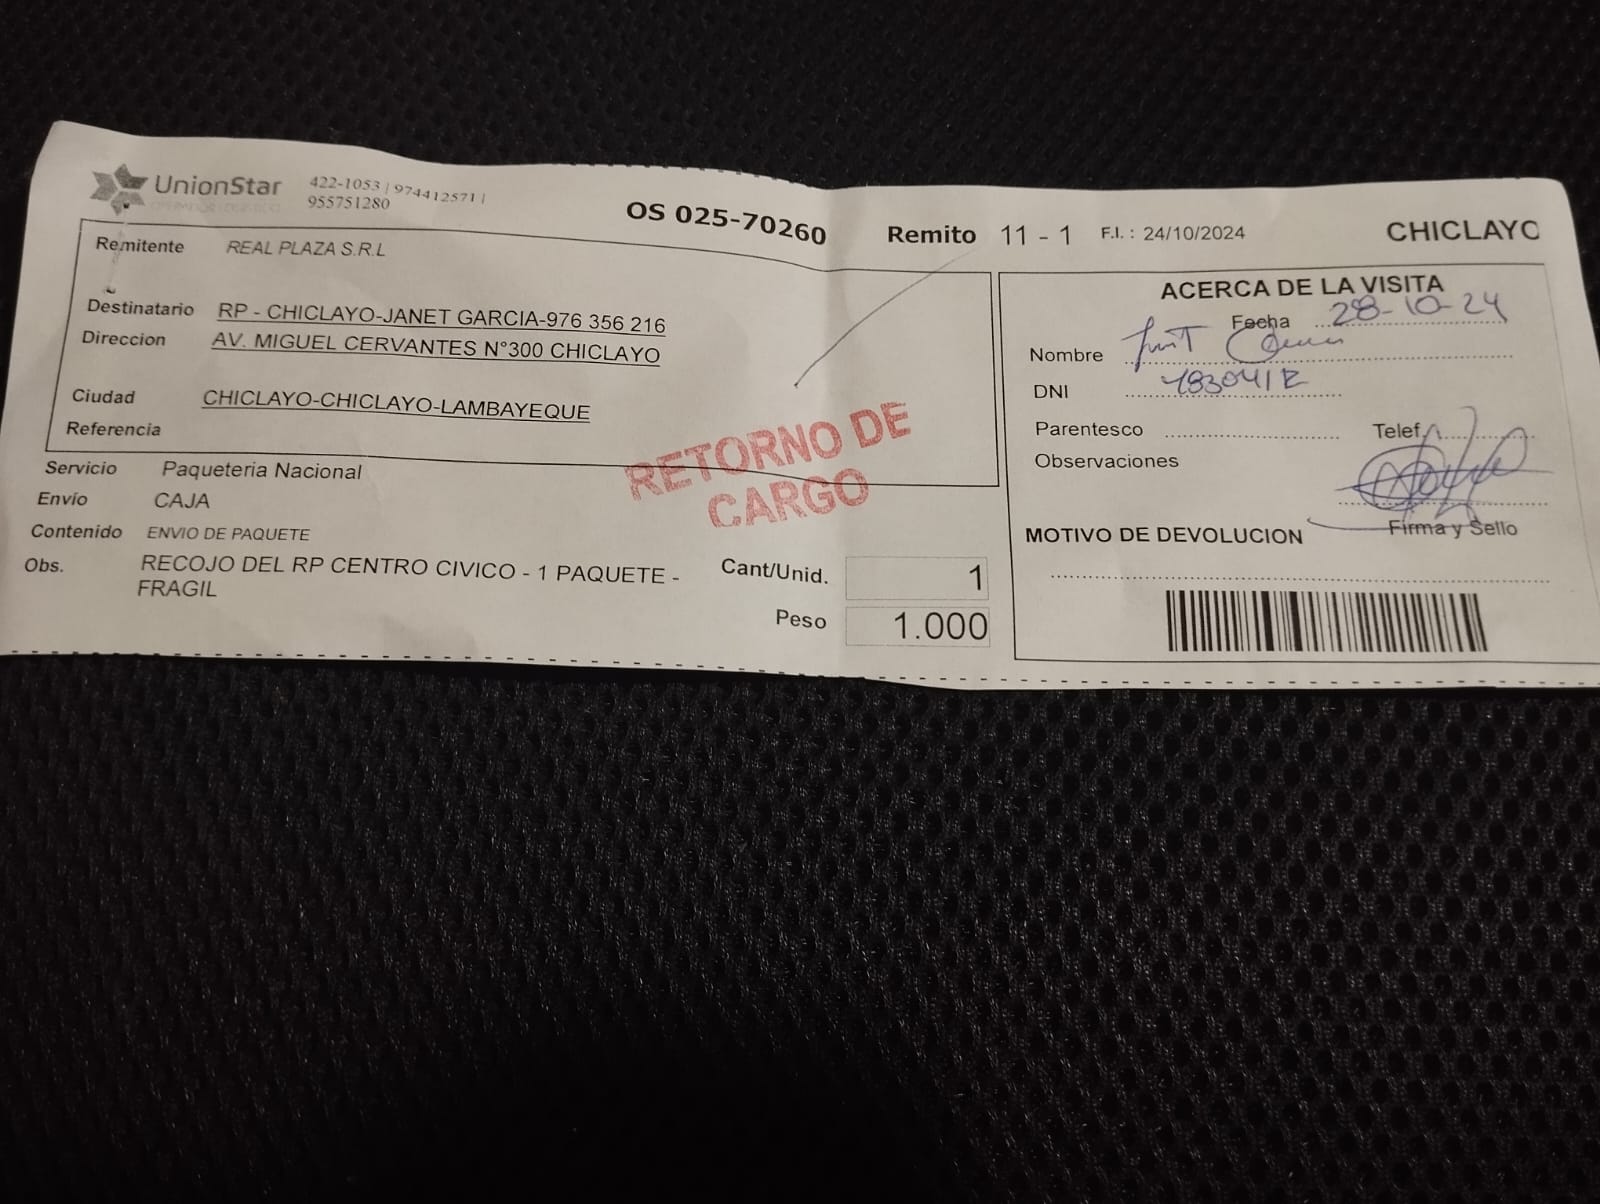 UnionStar
422-1053 | 974412571 |
955751280
OS 025-70260
Remito 11 - 1 F.I. : 24/10/2024
CHICLAYO
Remitente REAL PLAZA S.R.L
Destinatario RP - CHICLAYO-JANET GARCIA-976 356 216
Direccion AV. MIGUEL CERVANTES N°300 CHICLAYO
Ciudad CHICLAYO-CHICLAYO-LAMBAYEQUE
Referencia
Servicio Paqueteria Nacional
Envío CAJA
Contenido ENVIO DE PAQUETE
Obs. RECOJO DEL RP CENTRO CIVICO - 1 PAQUETE -
FRAGIL
RETORNO DE
CARGO
Cant/Unid. 1
Peso 1.000
ACERCA DE LA VISITA
Fecha 28-10-24
Nombre
DNI
Parentesco
Telef
Observaciones
Firma y Sello
MOTIVO DE DEVOLUCION